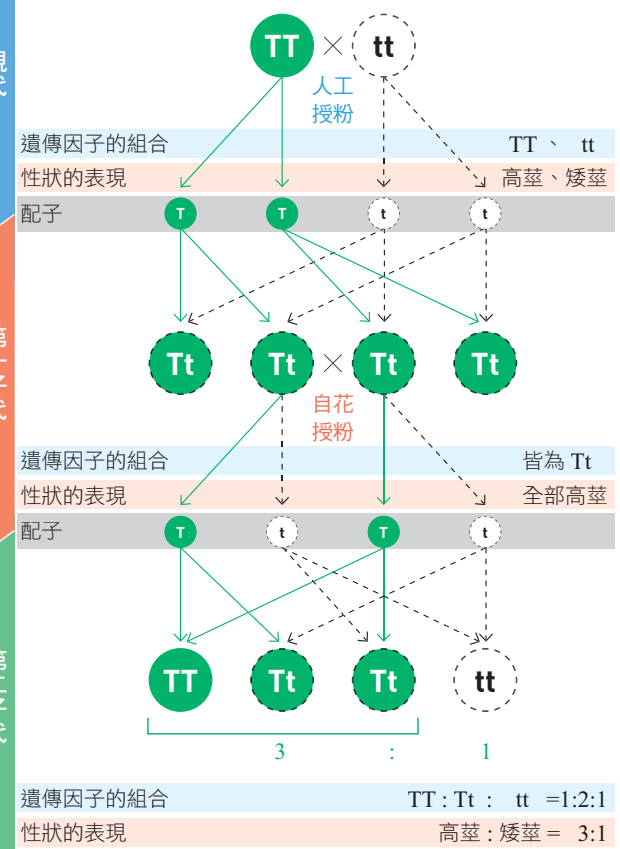 TT × tt
人工
授粉
遺傳因子的組合 TT、 tt
性狀的表現 高莖、矮莖
配子 T T t t
Tt Tt × Tt Tt
自花
授粉
遺傳因子的組合 皆為 Tt
性狀的表現 全部高莖
配子 T t T t
TT Tt Tt tt
3 : 1
遺傳因子的組合 TT : Tt : tt =1:2:1
性狀的表現 高莖 : 矮莖 = 3:1